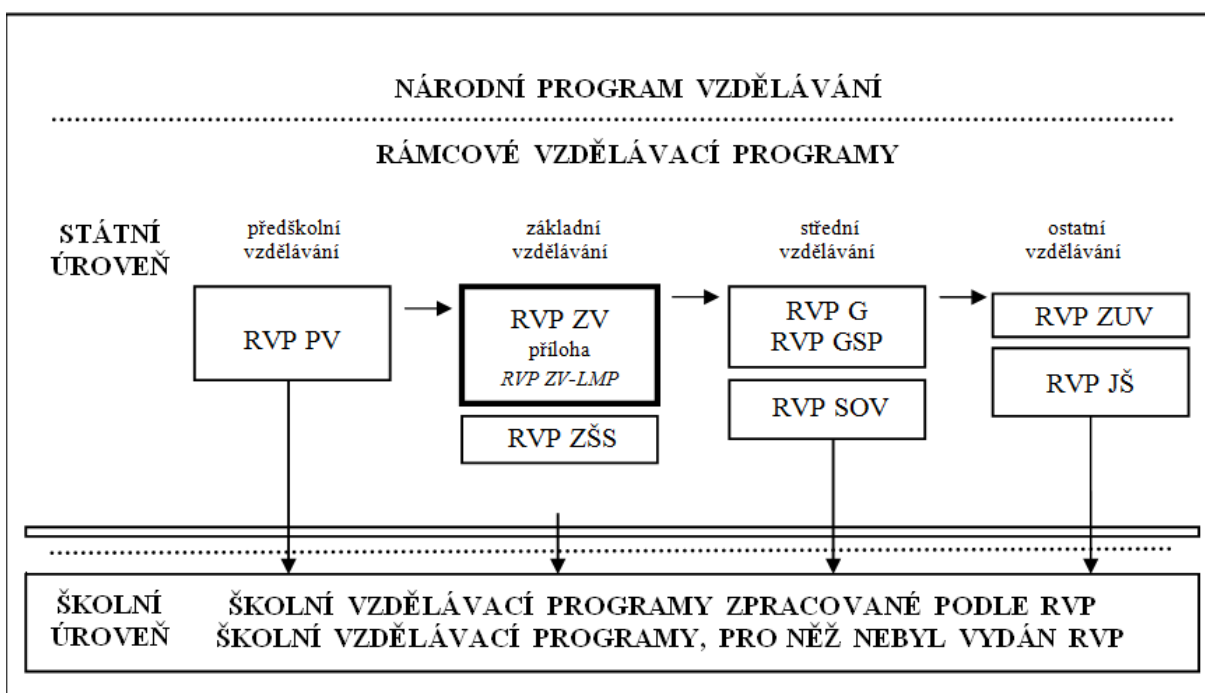 NÁRODNÍ PROGRAM VZDĚLÁVÁNÍ
RÁMCOVÉ VZDĚLÁVACÍ PROGRAMY
STÁTNÍ
ÚROVEŇ
předškolní
vzdělávání
základní
vzdělávání
střední
vzdělávání
ostatní
vzdělávání
RVP PV
RVP ZV
příloha
RVP ZV-LMP
RVP ZŠS
RVP G
RVP GSP
RVP SOV
RVP ZUV
RVP JŠ
ŠKOLNÍ
ÚROVEŇ
ŠKOLNÍ VZDĚLÁVACÍ PROGRAMY ZPRACOVANÉ PODLE RVP
ŠKOLNÍ VZDĚLÁVACÍ PROGRAMY, PRO NĚŽ NEBYL VYDÁN RVP